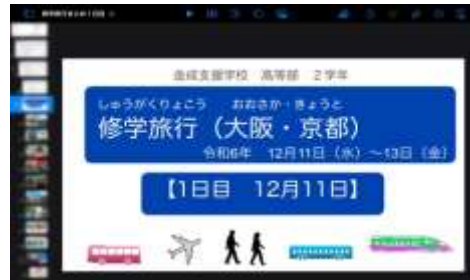 金成支援学校 高等部 2学年
しゅうがくりょこう おおさか・きょうと
修学旅行（大阪・京都）
令和6年 12月11日（水）～13日（金）
【1日目 12月11日】